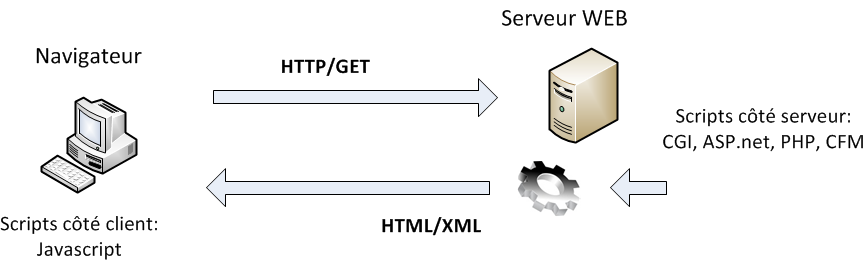 Serveur WEB
Navigateur
HTTP/GET
Scripts côté serveur:
CGI, ASP.net, PHP, CFM
Scripts côté client:
Javascript
HTML/XML